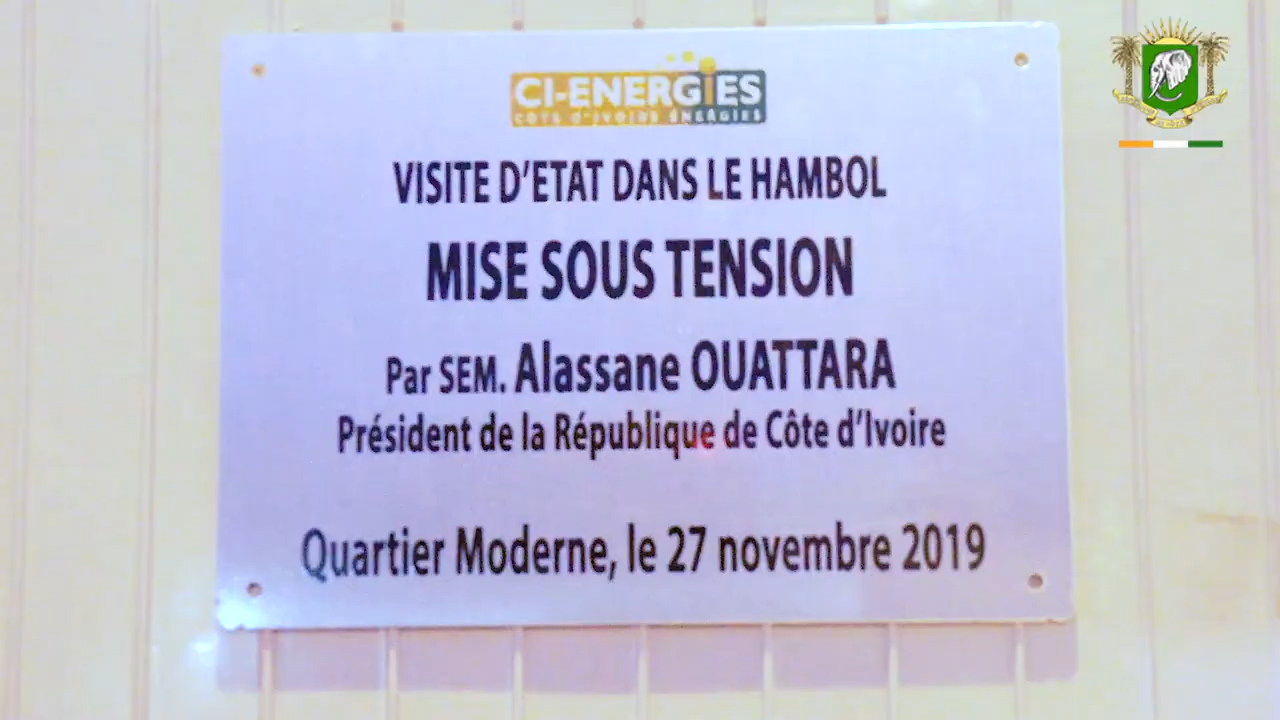 CI-ENERGIES
CÔTE D'IVOIRE ÉNERGIES
VISITE D'ETAT DANS LE HAMBOL
MISE SOUS TENSION
Par SEM. Alassane OUATTARA
Président de la République de Côte d'Ivoire
Quartier Moderne, le 27 novembre 2019